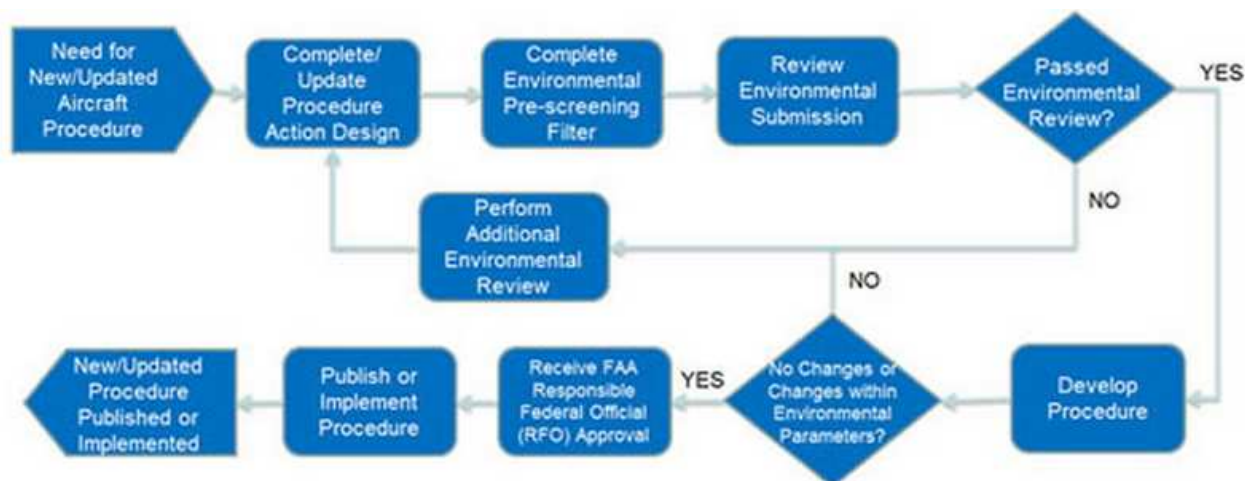 Need for
New/Updated
Aircraft
Procedure
Complete/
Update
Procedure
Action Design
Complete
Environmental
Pre-screening
Filter
Review
Environmental
Submission
Passed
Environmental
Review?
YES
NO
Perform
Additional
Environmental
Review
NO
New/Updated
Procedure
Published or
Implemented
Publish or
Implement
Procedure
Receive FAA
Responsible
Federal Official
(RFO) Approval
YES
No Changes or
Changes within
Environmental
Parameters?
Develop
Procedure